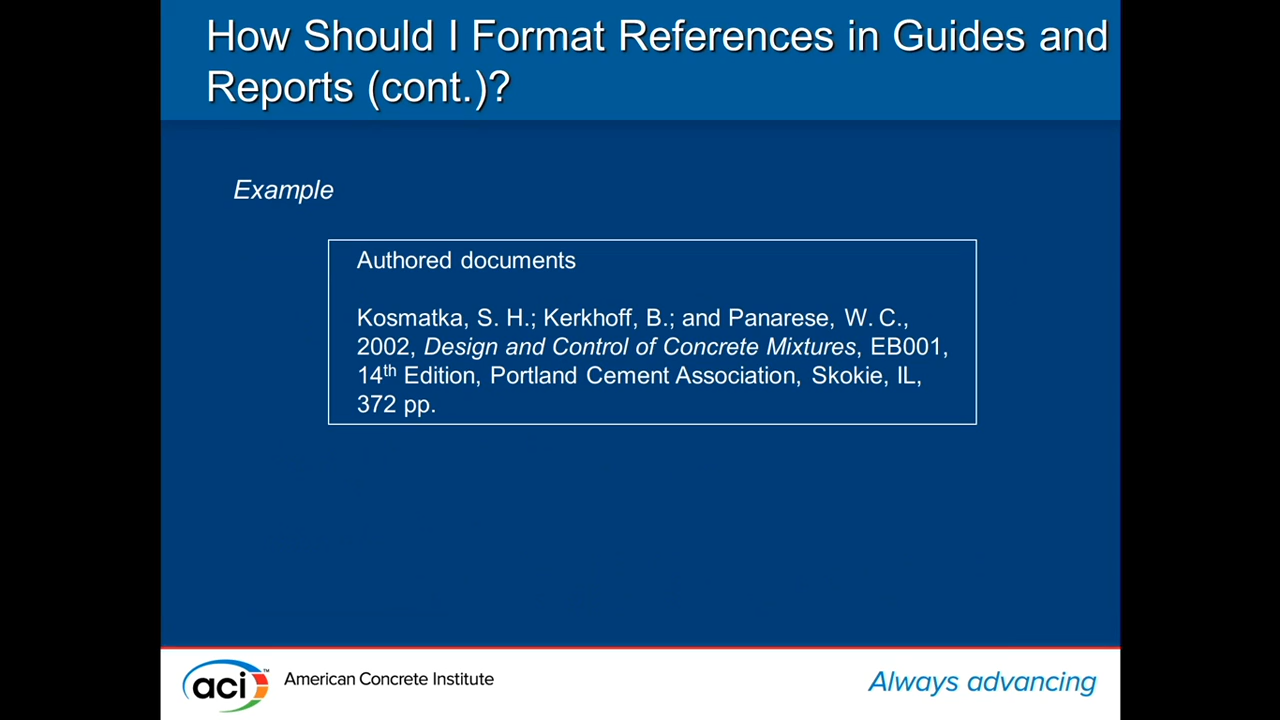 How Should I Format References in Guides and
Reports (cont.)?
Example
Authored documents
Kosmatka, S. H.; Kerkhoff, B.; and Panarese, W. C.,
2002, Design and Control of Concrete Mixtures, EB001,
14th Edition, Portland Cement Association, Skokie, IL,
372 pp.
aci™
American Concrete Institute
Always advancing